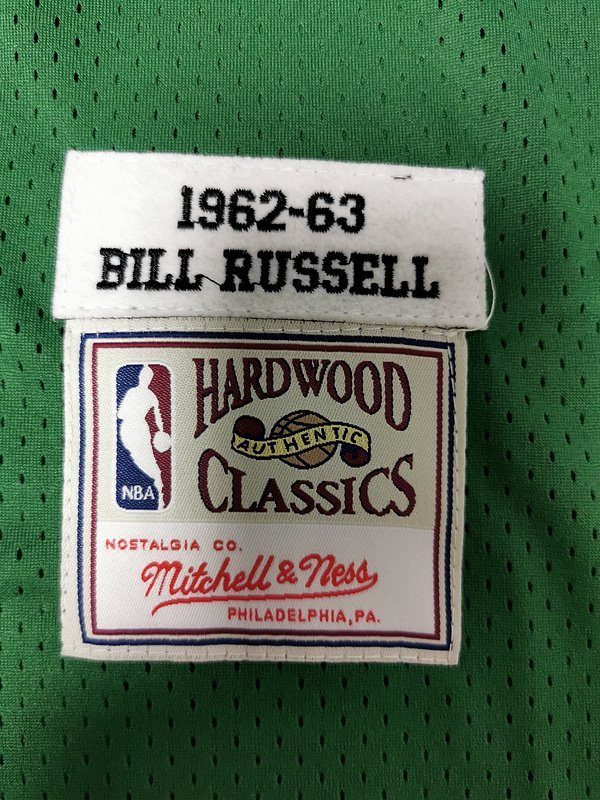 1962-63
BILL RUSSELL
HARDWOOD
AUTHENTIC
CLASSICS
NBA
NOSTALGIA CO.
Mitchell & Ness
PHILADELPHIA, PA.